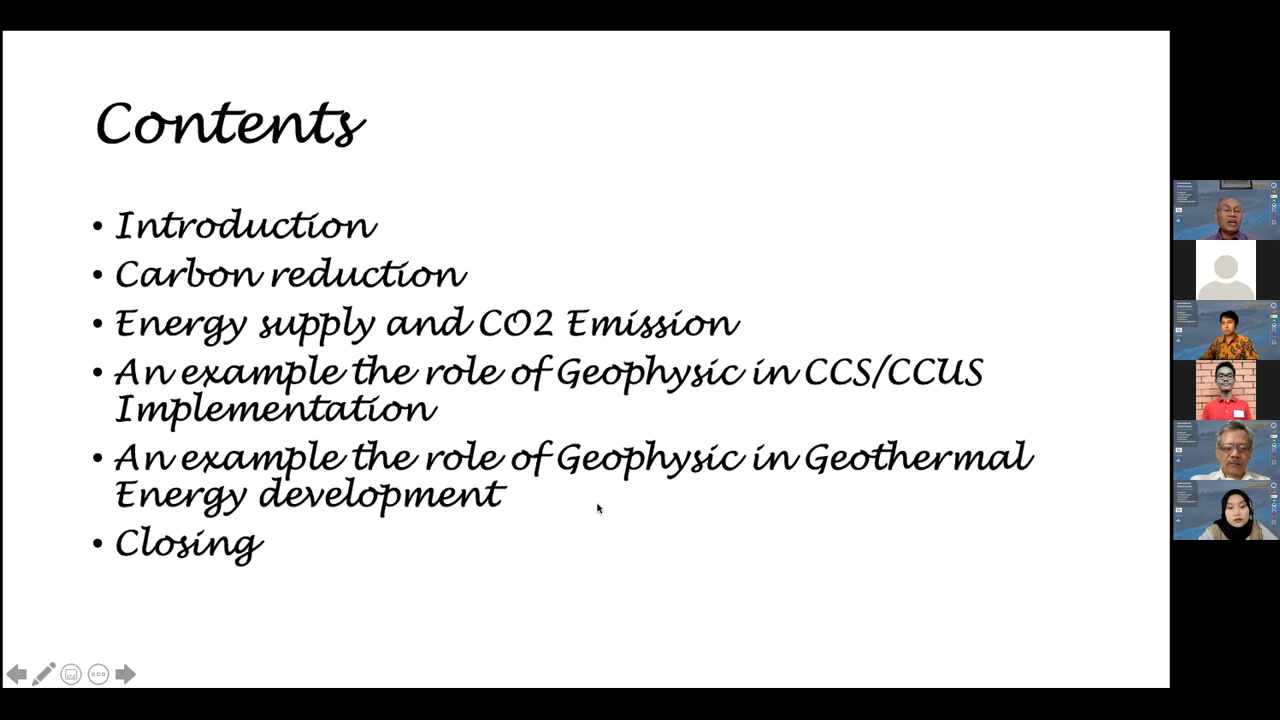 Contents
• Introduction
• Carbon reduction
• Energy supply and CO2 Emission
• An example the role of Geophysic in CCS/CCUS
Implementation
• An example the role of Geophysic in Geothermal
Energy development
• Closing